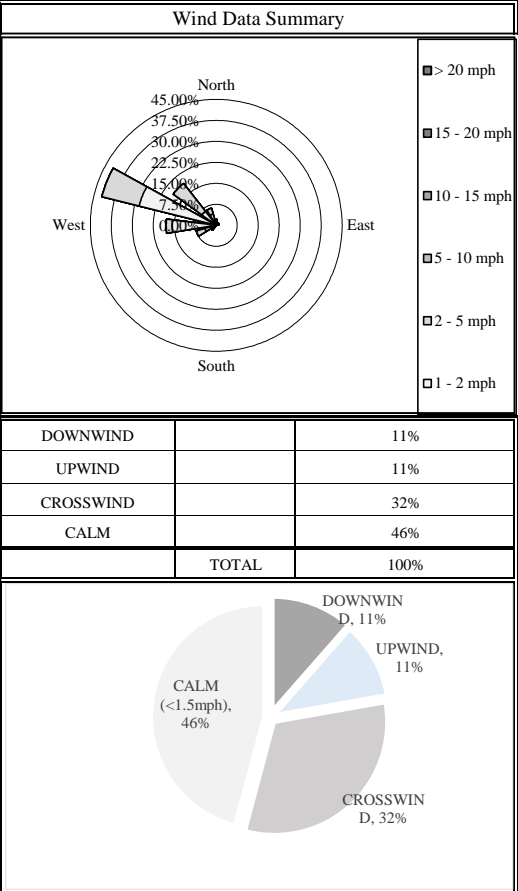 Wind Data Summary
North
45.00%
37.50%
30.00%
22.50%
15.00%
7.50%
0.00%
West
East
South
> 20 mph
15 - 20 mph
10 - 15 mph
5 - 10 mph
2 - 5 mph
1 - 2 mph
DOWNWIND 11%
UPWIND 11%
CROSSWIND 32%
CALM 46%
TOTAL 100%
DOWNWIN
D, 11%
UPWIND,
11%
CALM
(<1.5mph),
46%
CROSSWIN
D, 32%